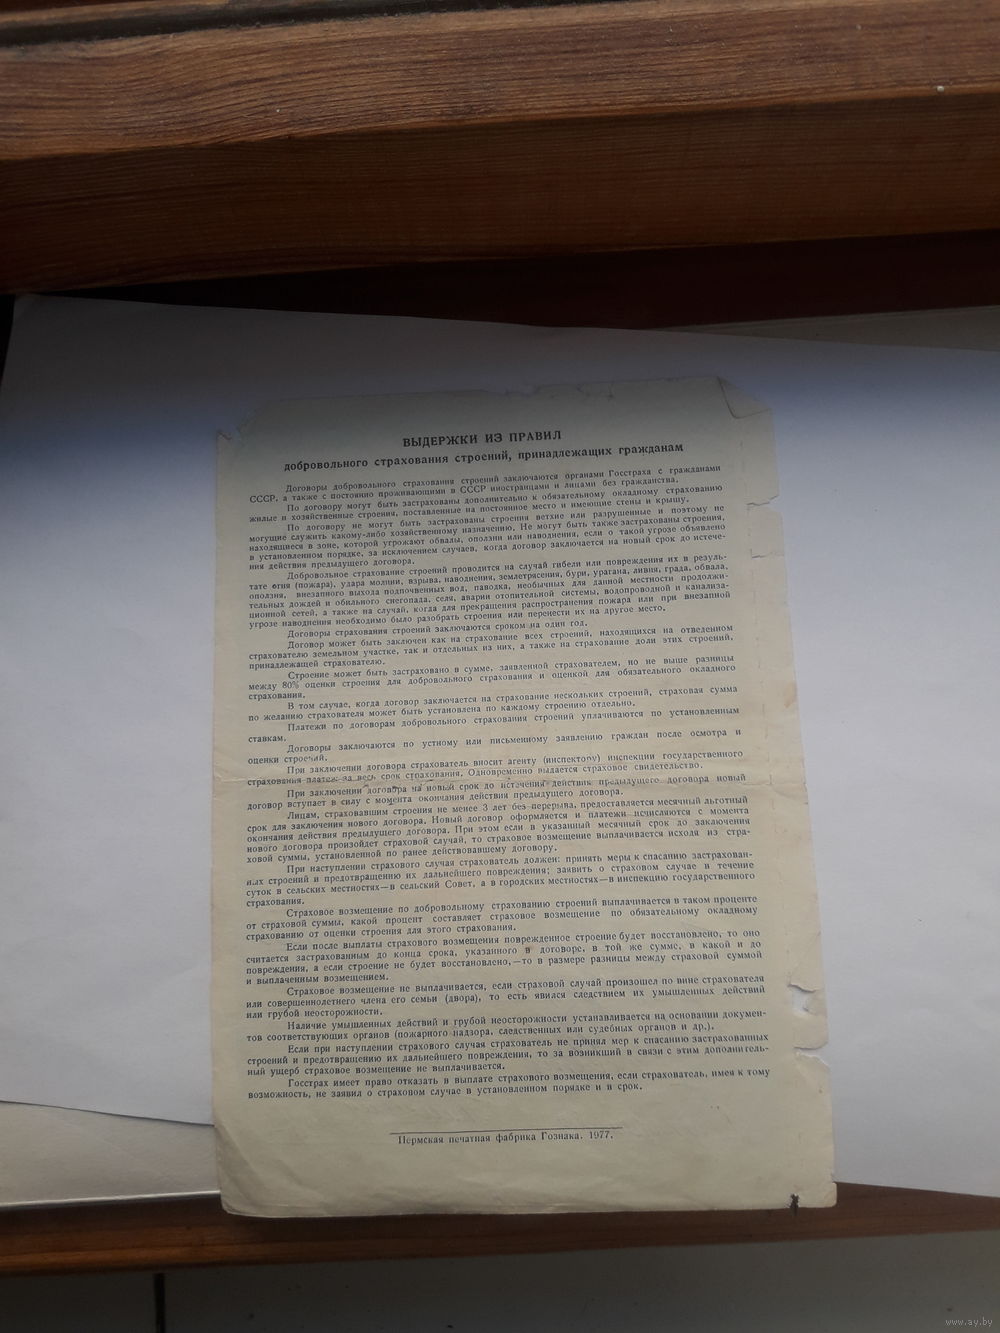 ВЫДЕРЖКИ ИЗ ПРАВИЛ
добровольного страхования строений, принадлежащих гражданам
Договоры добровольного страхования строений заключаются органами Госстраха с гражданами
СССР, а также с постоянно проживающими в СССР иностранцами и лицами без гражданства.
По договору могут быть застрахованы дополнительно к обязательному окладному страхованию
жилые и хозяйственные строения, поставленные на постоянное место и имеющие стены и крышу.
По договору не могут быть застрахованы строения ветхие или разрушенные и поэтому не
могущие служить какому-либо хозяйственному назначению. Не могут быть также застрахованы строения,
находящиеся в зоне, которой угрожают обвалы, оползни или наводнения, если о такой угрозе объявлено
в установленном порядке, за исключением случаев, когда договор заключается на новый срок до истече-
ния действия предыдущего договора.
Добровольное страхование строений проводится на случай гибели или повреждения их в резуль-
тате огня (пожара), удара молнии, взрыва, наводнения, землетрясения, бури, урагана, ливня, града, обвала,
оползня, внезапного выхода подпочвенных вод, паводка, необычных для данной местности продолжи-
тельных дождей и обильного снегопада, селя, аварии отопительной системы, водопроводной и канализа-
ционной сетей, а также на случай, когда для прекращения распространения пожара или при внезапной
угрозе наводнения необходимо было разобрать строения или перенести их на другое место.
Договоры страхования строений заключаются сроком на один год.
Договор может быть заключен как на страхование всех строений, находящихся на отведенном
страхователю земельном участке, так и отдельных из них, а также на страхование доли этих строений,
принадлежащей страхователю.
Строение может быть застраховано в сумме, заявленной страхователем, но не выше разницы
между 80% оценки строения для добровольного страхования и оценкой для обязательного окладного
страхования.
В том случае, когда договор заключается на страхование нескольких строений, страховая сумма
по желанию страхователя может быть установлена по каждому строению отдельно.
Платежи по договорам добровольного страхования строений уплачиваются по установленным
ставкам.
Договоры заключаются по устному или письменному заявлению граждан после осмотра и
оценки строений.
При заключении договора страхователь вносит агенту (инспектору) инспекции государственного
страхования платеж за весь срок страхования. Одновременно выдается страховое свидетельство.
При заключении договора на новый срок до истечения действия предыдущего договора новый
договор вступает в силу с момента окончания действия предыдущего договора.
Лицам, страховавшим строения не менее 3 лет без перерыва, предоставляется месячный льготный
срок для заключения нового договора. Новый договор оформляется и платежи исчисляются с момента
окончания действия предыдущего договора. При этом если в указанный месячный срок до заключения
нового договора произойдет страховой случай, то страховое возмещение выплачивается исходя из стра-
ховой суммы, установленной по ранее действовавшему договору.
При наступлении страхового случая страхователь должен: принять меры к спасанию застрахован-
ных строений и предотвращению их дальнейшего повреждения; заявить о страховом случае в течение
суток в сельских местностях—в сельский Совет, а в городских местностях—в инспекцию государственного
страхования.
Страховое возмещение по добровольному страхованию строений выплачивается в таком проценте
от страховой суммы, какой процент составляет страховое возмещение по обязательному окладному
страхованию от оценки строения для этого страхования.
Если после выплаты страхового возмещения поврежденное строение будет восстановлено, то оно
считается застрахованным до конца срока, указанного в договоре, в той же сумме, в какой и до
повреждения, а если строение не будет восстановлено,—то в размере разницы между страховой суммой
и выплаченным возмещением.
Страховое возмещение не выплачивается, если страховой случай произошел по вине страхователя
или совершеннолетнего члена его семьи (двора), то есть явился следствием их умышленных действий
или грубой неосторожности.
Наличие умышленных действий и грубой неосторожности устанавливается на основании докумен-
тов соответствующих органов (пожарного надзора, следственных или судебных органов и др.).
Если при наступлении страхового случая страхователь не принял мер к спасанию застрахованных
строений и предотвращению их дальнейшего повреждения, то за возникший в связи с этим дополнитель-
ный ущерб страховое возмещение не выплачивается.
Госстрах имеет право отказать в выплате страхового возмещения, если страхователь, имея к тому
возможность, не заявил о страховом случае в установленном порядке и в срок.
Пермская печатная фабрика Гознака. 1977.
www.ay.by